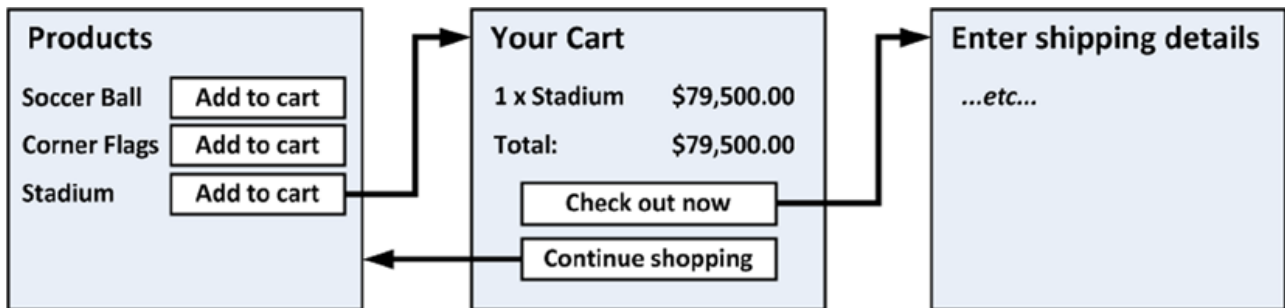 Products
Soccer Ball Add to cart
Corner Flags Add to cart
Stadium Add to cart
Your Cart
1 x Stadium $79,500.00
Total: $79,500.00
Check out now
Continue shopping
Enter shipping details
...etc...